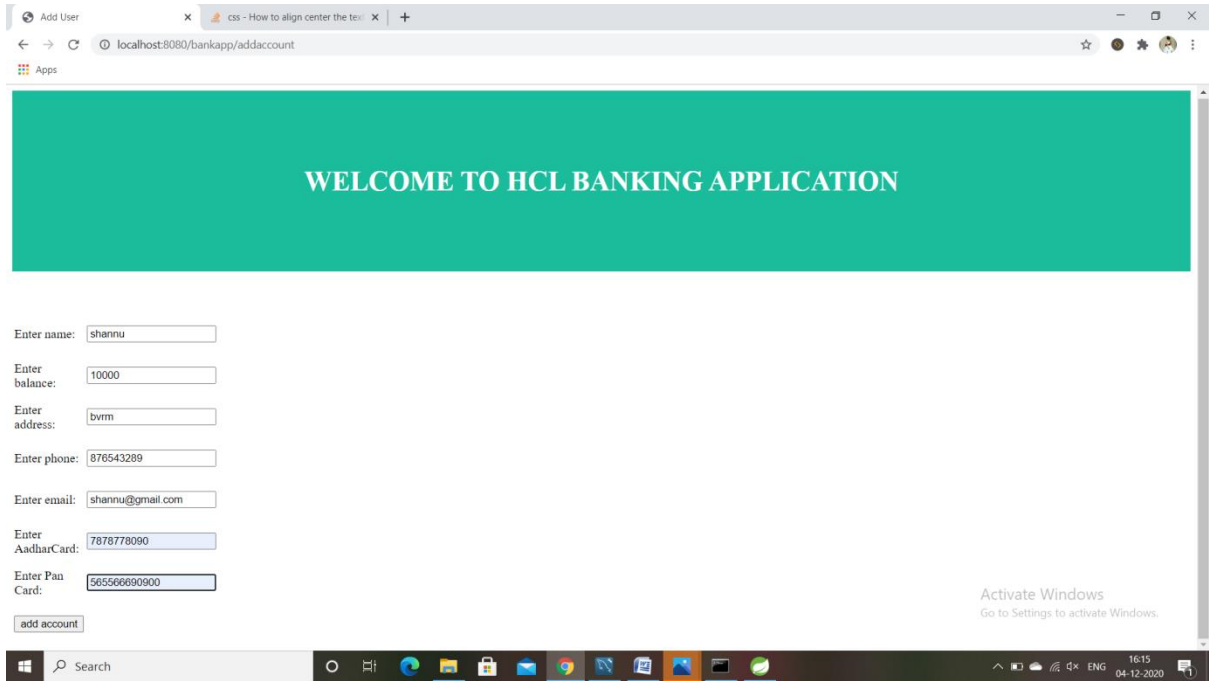 Add User
css - How to align center the tex
localhost:8080/bankapp/addaccount
Apps
WELCOME TO HCL BANKING APPLICATION
Enter name: shannu
Enter
balance: 10000
Enter
address: bvrm
Enter phone: 876543289
Enter email: shannu@gmail.com
Enter
AadharCard: 7878778090
Enter Pan
Card: 565566690900
add account
Activate Windows
Go to Settings to activate Windows.
Search
ENG
16:15
04-12-2020
1